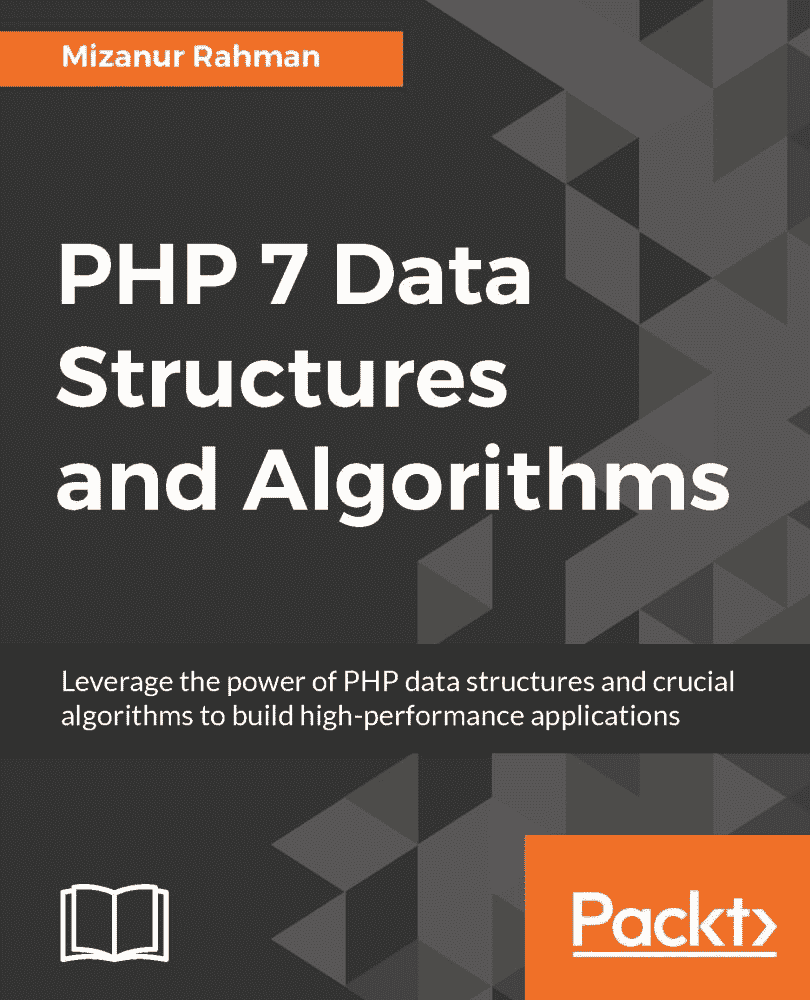 Mizanur Rahman
PHP 7 Data
Structures
and Algorithms
Leverage the power of PHP data structures and crucial
algorithms to build high-performance applications
Packt>